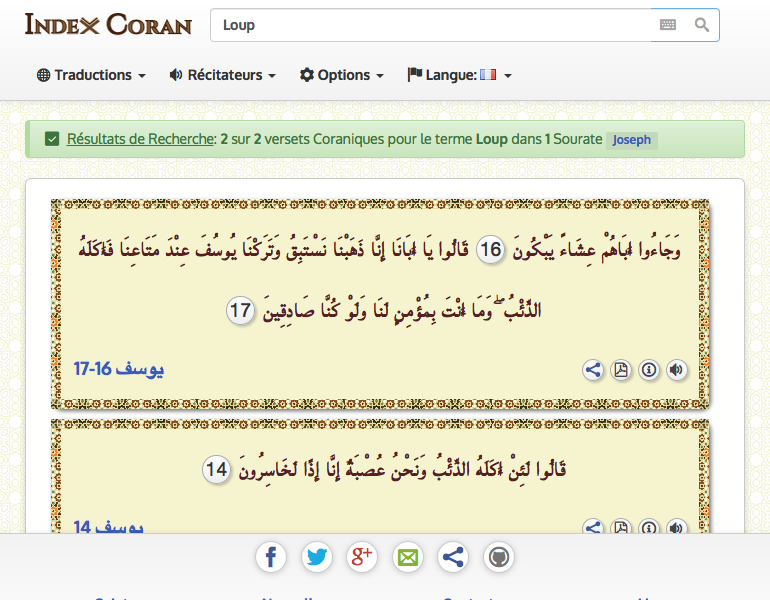 Index Coran
Loup
Traductions
Récitateurs
Options
Langue:
Résultats de Recherche: 2 sur 2 versets Coraniques pour le terme Loup dans 1 Sourate Joseph
وَجَاءُوا أَبَاهُمْ عِشَاءً يَبْكُونَ 16 قَالُوا يَا أَبَانَا إِنَّا ذَهَبْنَا نَسْتَبِقُ وَتَرَكْنَا يُوسُفَ عِنْدَ مَتَاعِنَا فَأَكَلَهُ
الذِّئْبُ ۖ وَمَا أَنْتَ بِمُؤْمِنٍ لَنَا وَلَوْ كُنَّا صَادِقِينَ 17
يوسف 16-17
قَالُوا لَئِنْ أَكَلَهُ الذِّئْبُ وَنَحْنُ عُصْبَةٌ إِنَّا إِذًا لَخَاسِرُونَ 14
يوسف 14
f
g+